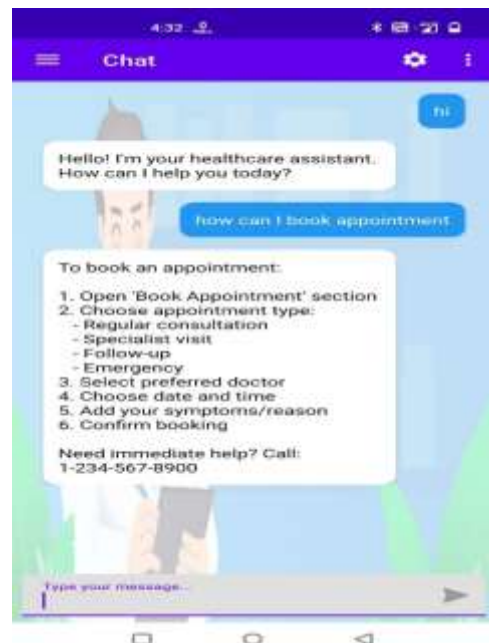 4:32
Chat
hi
Hello! I'm your healthcare assistant.
How can I help you today?
how can I book appointment
To book an appointment:
1. Open 'Book Appointment' section
2. Choose appointment type:
- Regular consultation
- Specialist visit
- Follow-up
- Emergency
3. Select preferred doctor
4. Choose date and time
5. Add your symptoms/reason
6. Confirm booking
Need immediate help? Call:
1-234-567-8900
Type your message...